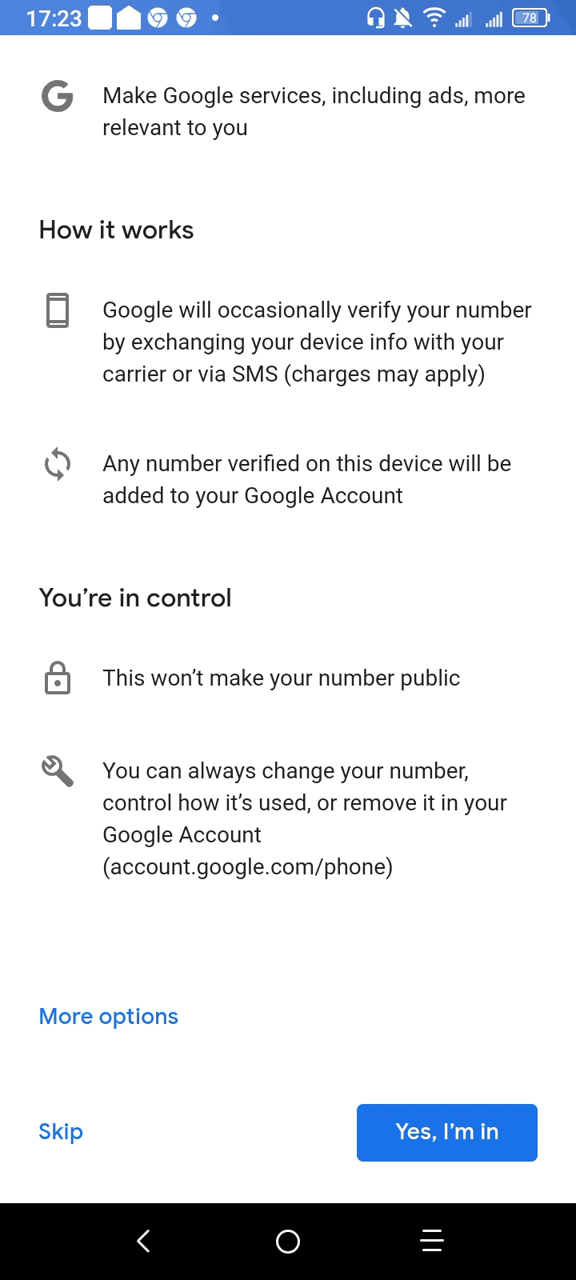 17:23
78
Make Google services, including ads, more
relevant to you
How it works
Google will occasionally verify your number
by exchanging your device info with your
carrier or via SMS (charges may apply)
Any number verified on this device will be
added to your Google Account
You’re in control
This won’t make your number public
You can always change your number,
control how it’s used, or remove it in your
Google Account
(account.google.com/phone)
More options
Skip
Yes, I’m in